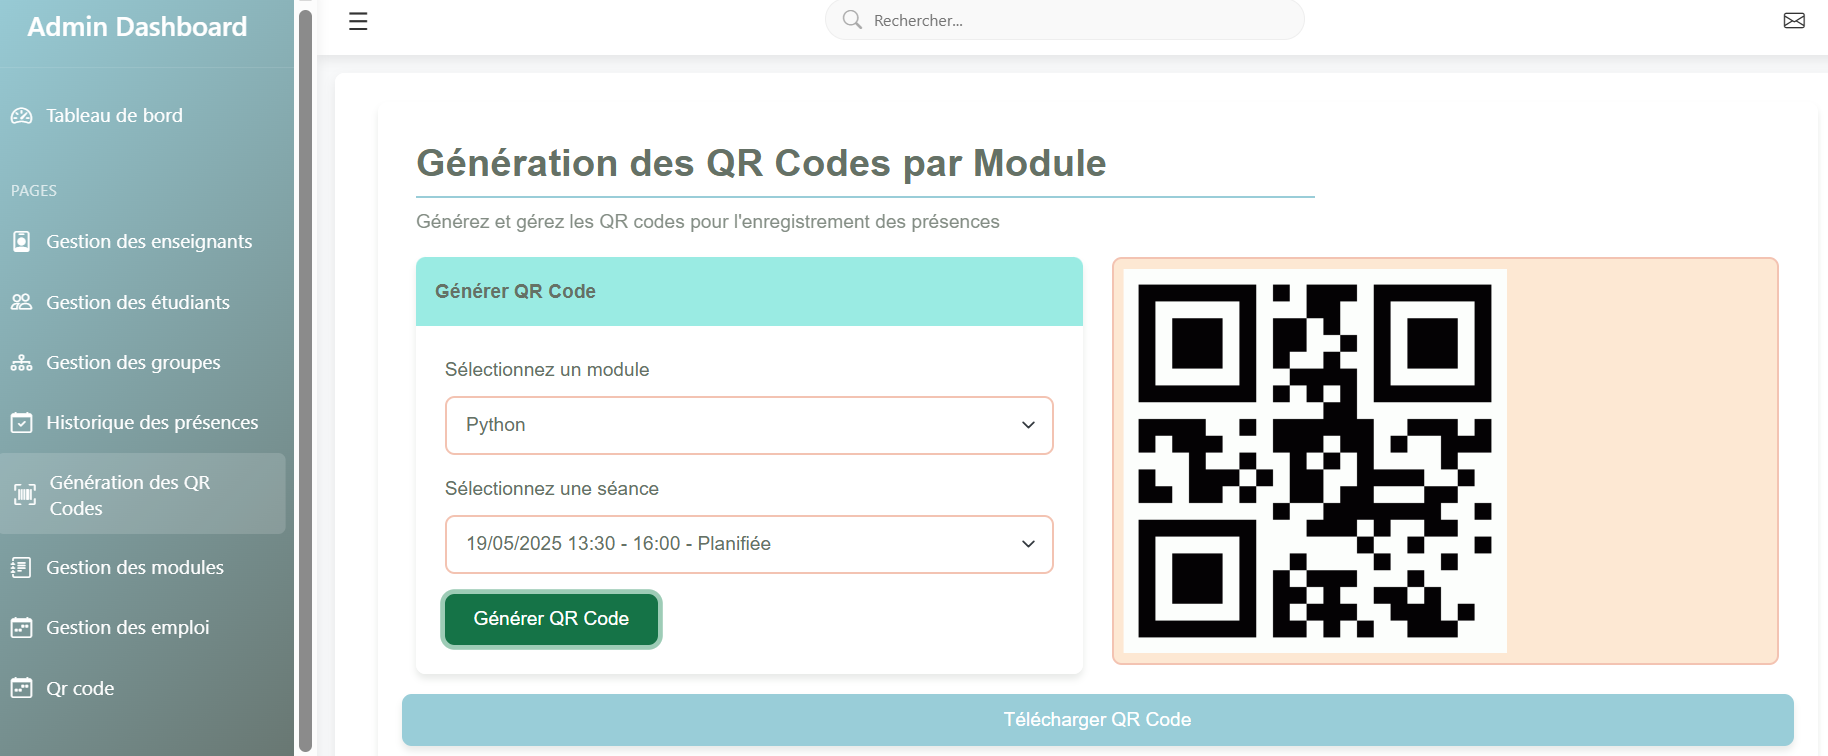 Admin Dashboard
Rechercher...
Tableau de bord
PAGES
Gestion des enseignants
Gestion des étudiants
Gestion des groupes
Historique des présences
Génération des QR
Codes
Gestion des modules
Gestion des emploi
Qr code
Génération des QR Codes par Module
Générez et gérez les QR codes pour l'enregistrement des présences
Générer QR Code
Sélectionnez un module
Python
Sélectionnez une séance
19/05/2025 13:30 - 16:00 - Planifiée
Générer QR Code
Télécharger QR Code